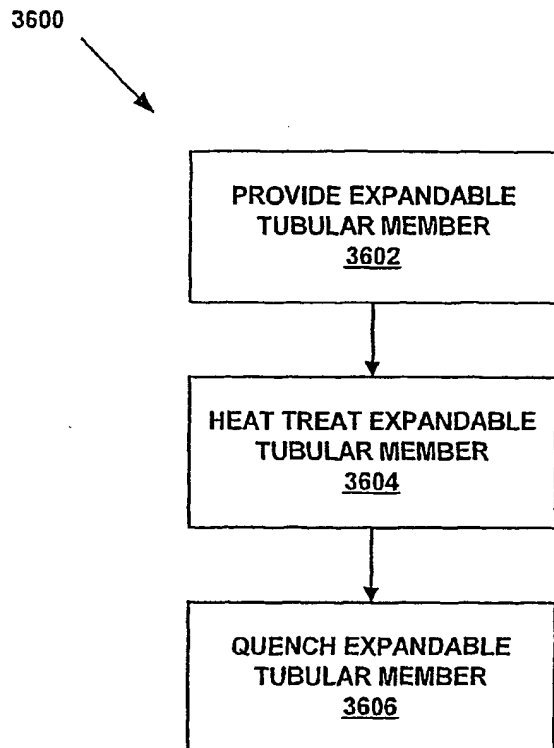 3600
PROVIDE EXPANDABLE
TUBULAR MEMBER
3602
HEAT TREAT EXPANDABLE
TUBULAR MEMBER
3604
QUENCH EXPANDABLE
TUBULAR MEMBER
3606